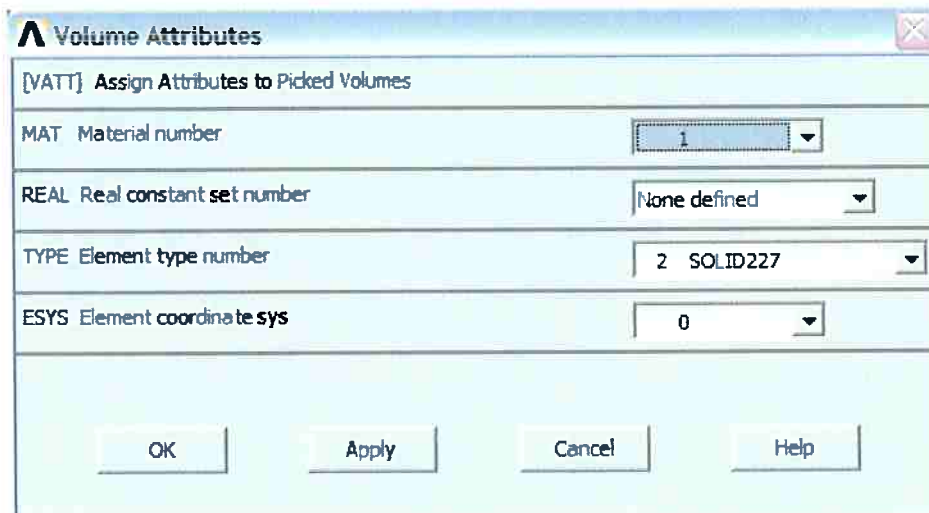 Volume Attributes
[VATT] Assign Attributes to Picked Volumes
MAT Material number
1
REAL Real constant set number
None defined
TYPE Element type number
2 SOLID227
ESYS Element coordinate sys
0
OK Apply Cancel Help